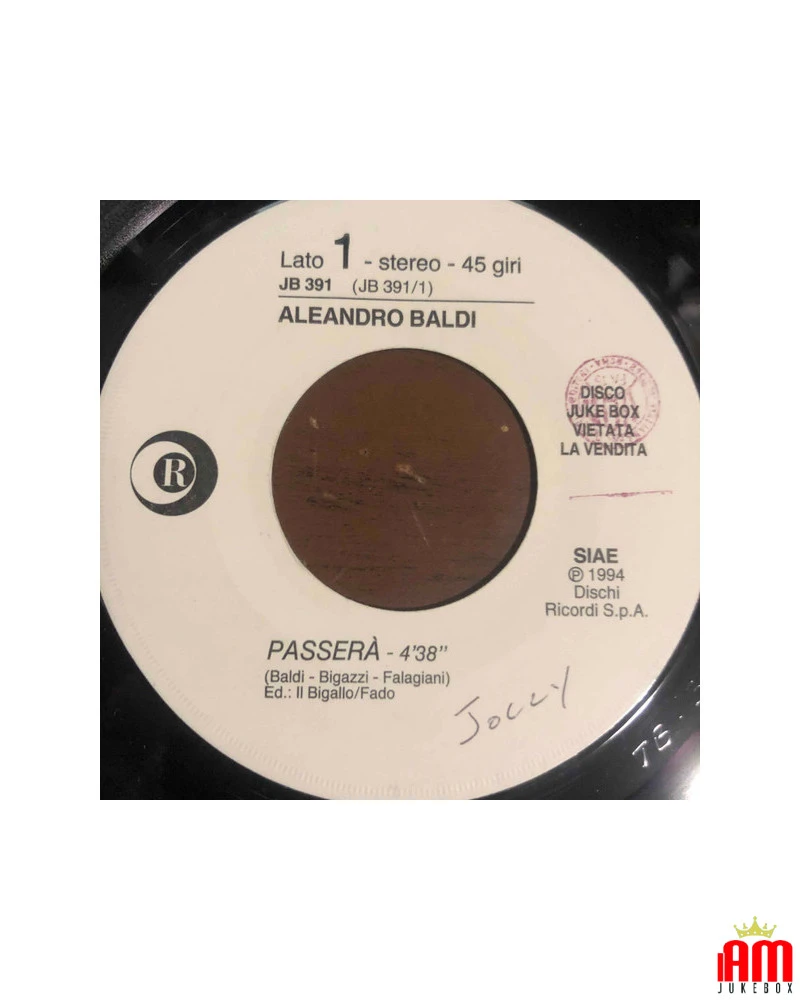 Lato 1 - stereo - 45 giri
JB 391 (JB 391/1)
ALEANDRO BALDI
DISCO
JUKE BOX
VIETATA
LA VENDITA
R
SIAE
℗ 1994
Dischi
Ricordi S.p.A.
PASSERÀ - 4'38"
(Baldi - Bigazzi - Falagiani)
Ed.: Il Bigallo/Fado
JOLLY
IAM
JUKEBOX